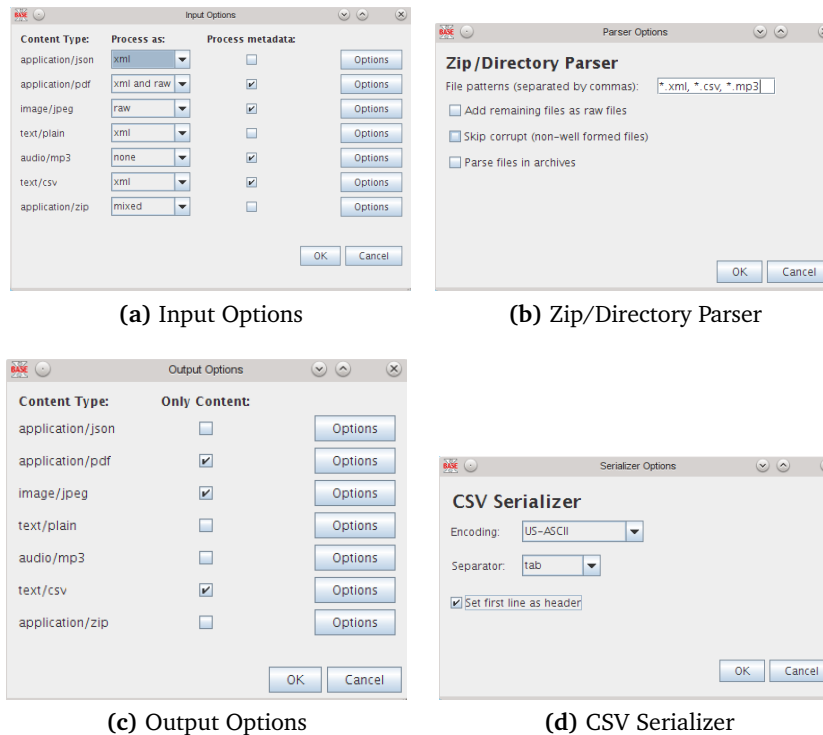 BASE Input Options
Content Type: Process as: Process metadata:
application/json xml Options
application/pdf xml and raw Options
image/jpeg raw Options
text/plain xml Options
audio/mp3 none Options
text/csv xml Options
application/zip mixed Options
OK Cancel
(a) Input Options
BASE Parser Options
Zip/Directory Parser
File patterns (separated by commas): *.xml, *.csv, *.mp3
Add remaining files as raw files
Skip corrupt (non-well formed files)
Parse files in archives
OK Cancel
(b) Zip/Directory Parser
BASE Output Options
Content Type: Only Content:
application/json Options
application/pdf Options
image/jpeg Options
text/plain Options
audio/mp3 Options
text/csv Options
application/zip Options
OK Cancel
(c) Output Options
BASE Serializer Options
CSV Serializer
Encoding: US-ASCII
Separator: tab
Set first line as header
OK Cancel
(d) CSV Serializer